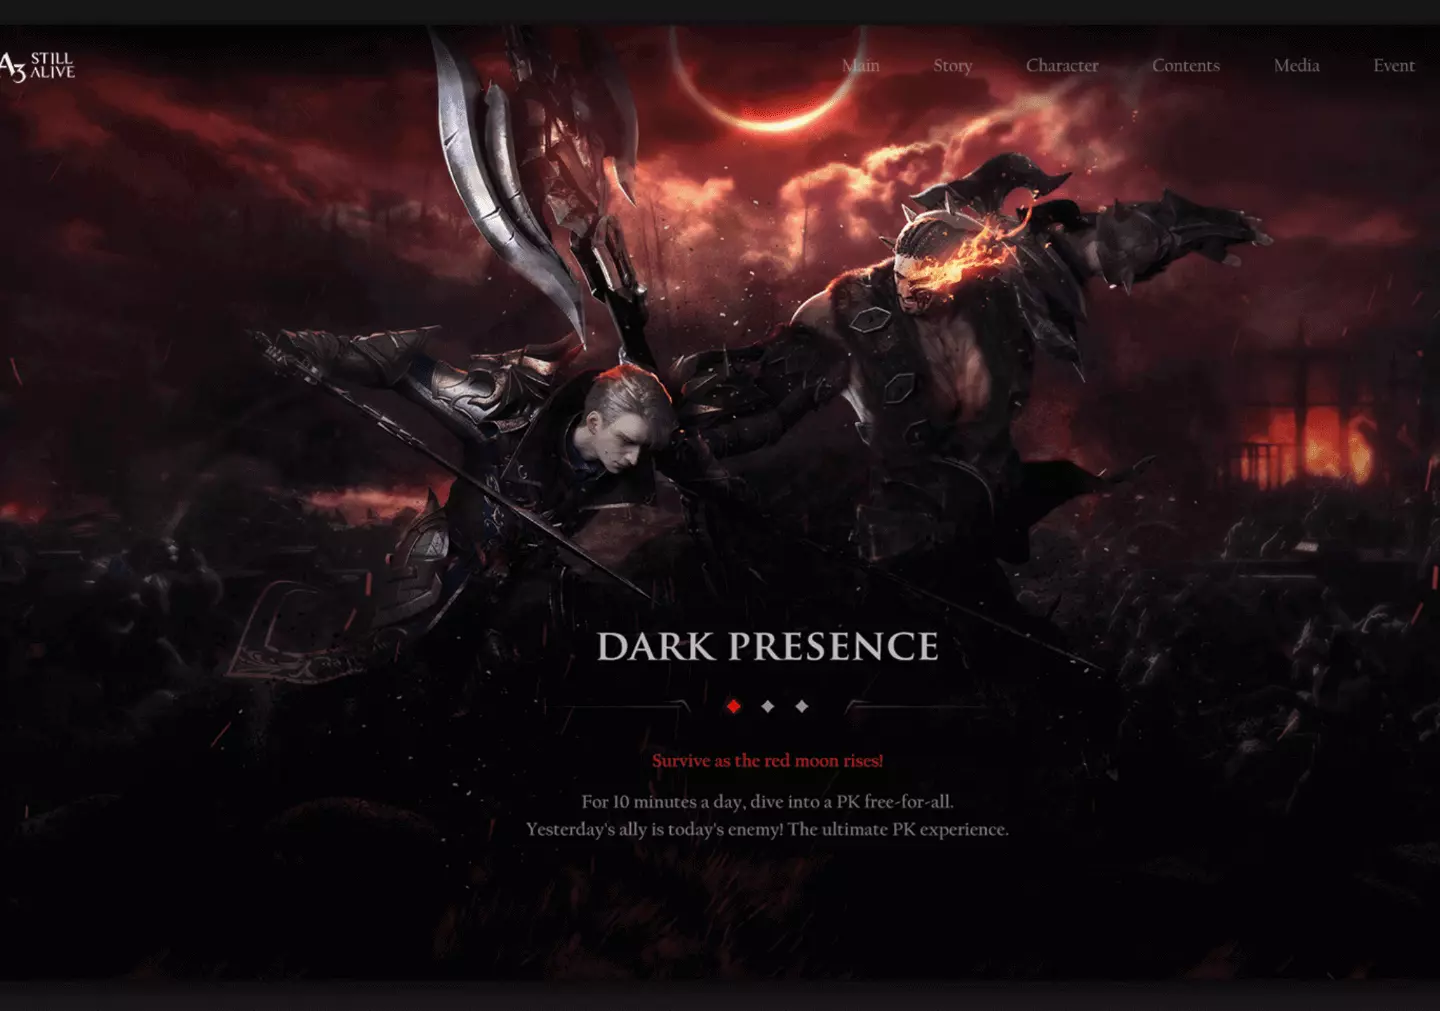 A3 STILL ALIVE
Main Story Character Contents Media Event
DARK PRESENCE
Survive as the red moon rises!
For 10 minutes a day, dive into a PK free-for-all.
Yesterday's ally is today's enemy! The ultimate PK experience.